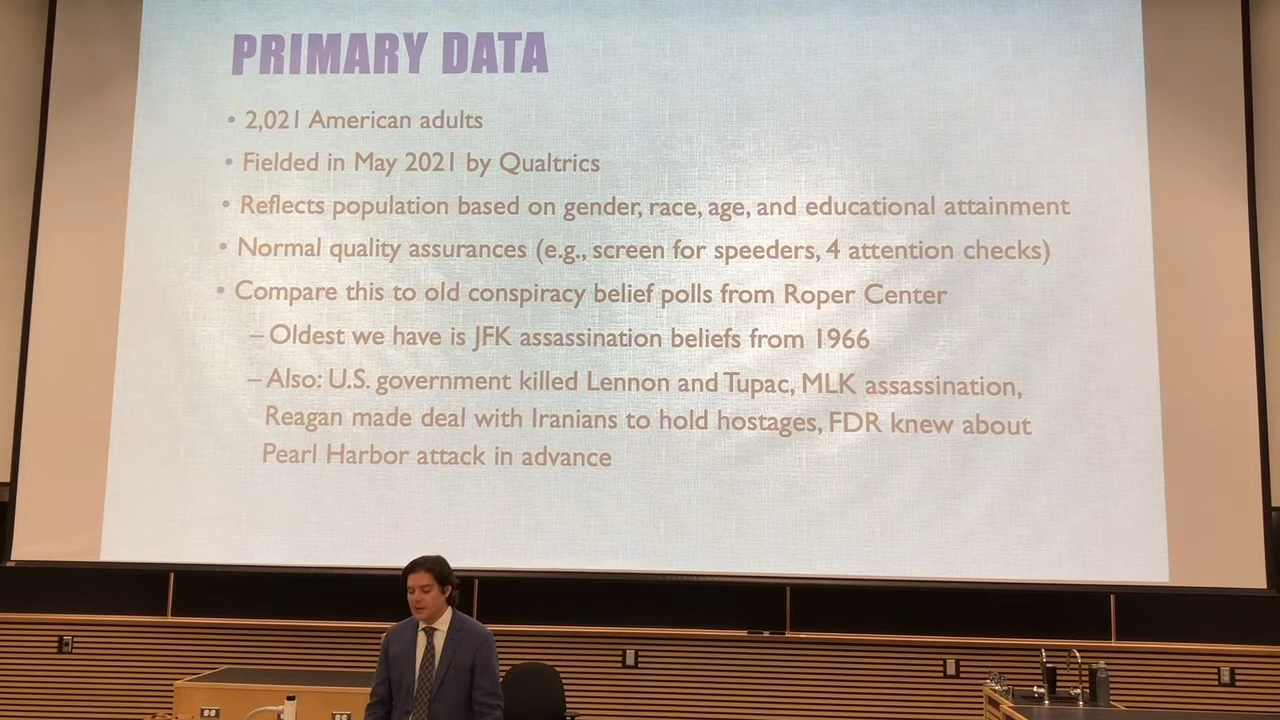 PRIMARY DATA
• 2,021 American adults
• Fielded in May 2021 by Qualtrics
• Reflects population based on gender, race, age, and educational attainment
• Normal quality assurances (e.g., screen for speeders, 4 attention checks)
• Compare this to old conspiracy belief polls from Roper Center
– Oldest we have is JFK assassination beliefs from 1966
– Also: U.S. government killed Lennon and Tupac, MLK assassination,
Reagan made deal with Iranians to hold hostages, FDR knew about
Pearl Harbor attack in advance